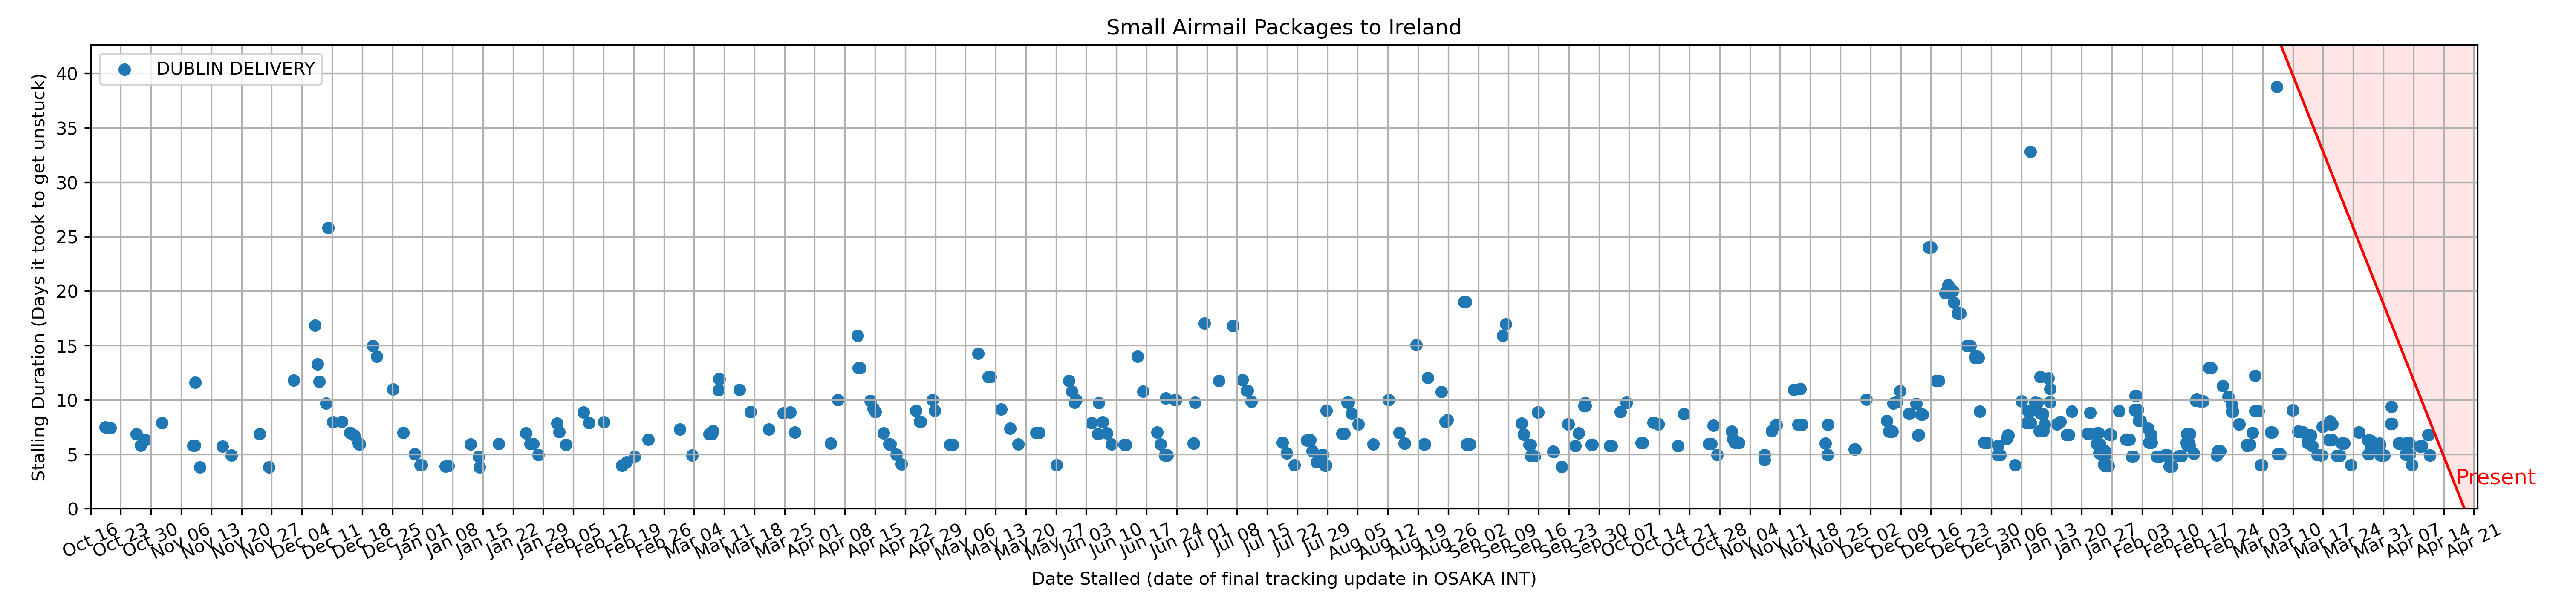 Small Airmail Packages to Ireland
DUBLIN DELIVERY
Stalling Duration (Days it took to get unstuck)
40
35
30
25
20
15
10
5
0
Present
Oct 16
Oct 23
Oct 30
Nov 06
Nov 13
Nov 20
Nov 27
Dec 04
Dec 11
Dec 18
Dec 25
Jan 01
Jan 08
Jan 15
Jan 22
Jan 29
Feb 05
Feb 12
Feb 19
Feb 26
Mar 04
Mar 11
Mar 18
Mar 25
Apr 01
Apr 08
Apr 15
Apr 22
Apr 29
May 06
May 13
May 20
May 27
Jun 03
Jun 10
Jun 17
Jun 24
Jul 01
Jul 08
Jul 15
Jul 22
Jul 29
Aug 05
Aug 12
Aug 19
Aug 26
Sep 02
Sep 09
Sep 16
Sep 23
Sep 30
Oct 07
Oct 14
Oct 21
Oct 28
Nov 04
Nov 11
Nov 18
Nov 25
Dec 02
Dec 09
Dec 16
Dec 23
Dec 30
Jan 06
Jan 13
Jan 20
Jan 27
Feb 03
Feb 10
Feb 17
Feb 24
Mar 03
Mar 10
Mar 17
Mar 24
Mar 31
Apr 07
Apr 14
Apr 21
Date Stalled (date of final tracking update in OSAKA INT)